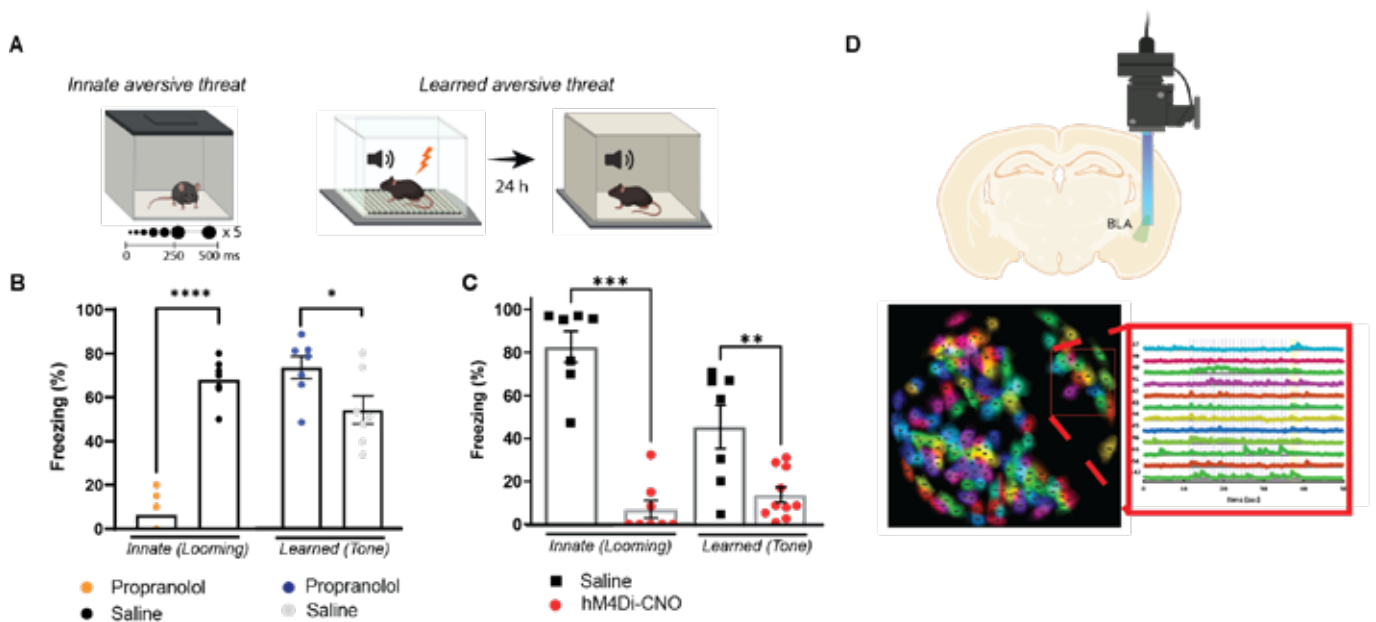 A
Innate aversive threat
Learned aversive threat
24 h
x 5
0 250 500 ms
B
****
*
Freezing (%)
100
80
60
40
20
0
Innate (Looming) Learned (Tone)
Propranolol
Saline
Propranolol
Saline
C
***
**
Freezing (%)
100
80
60
40
20
0
Innate (Looming) Learned (Tone)
Saline
hM4Di-CNO
D
BLA